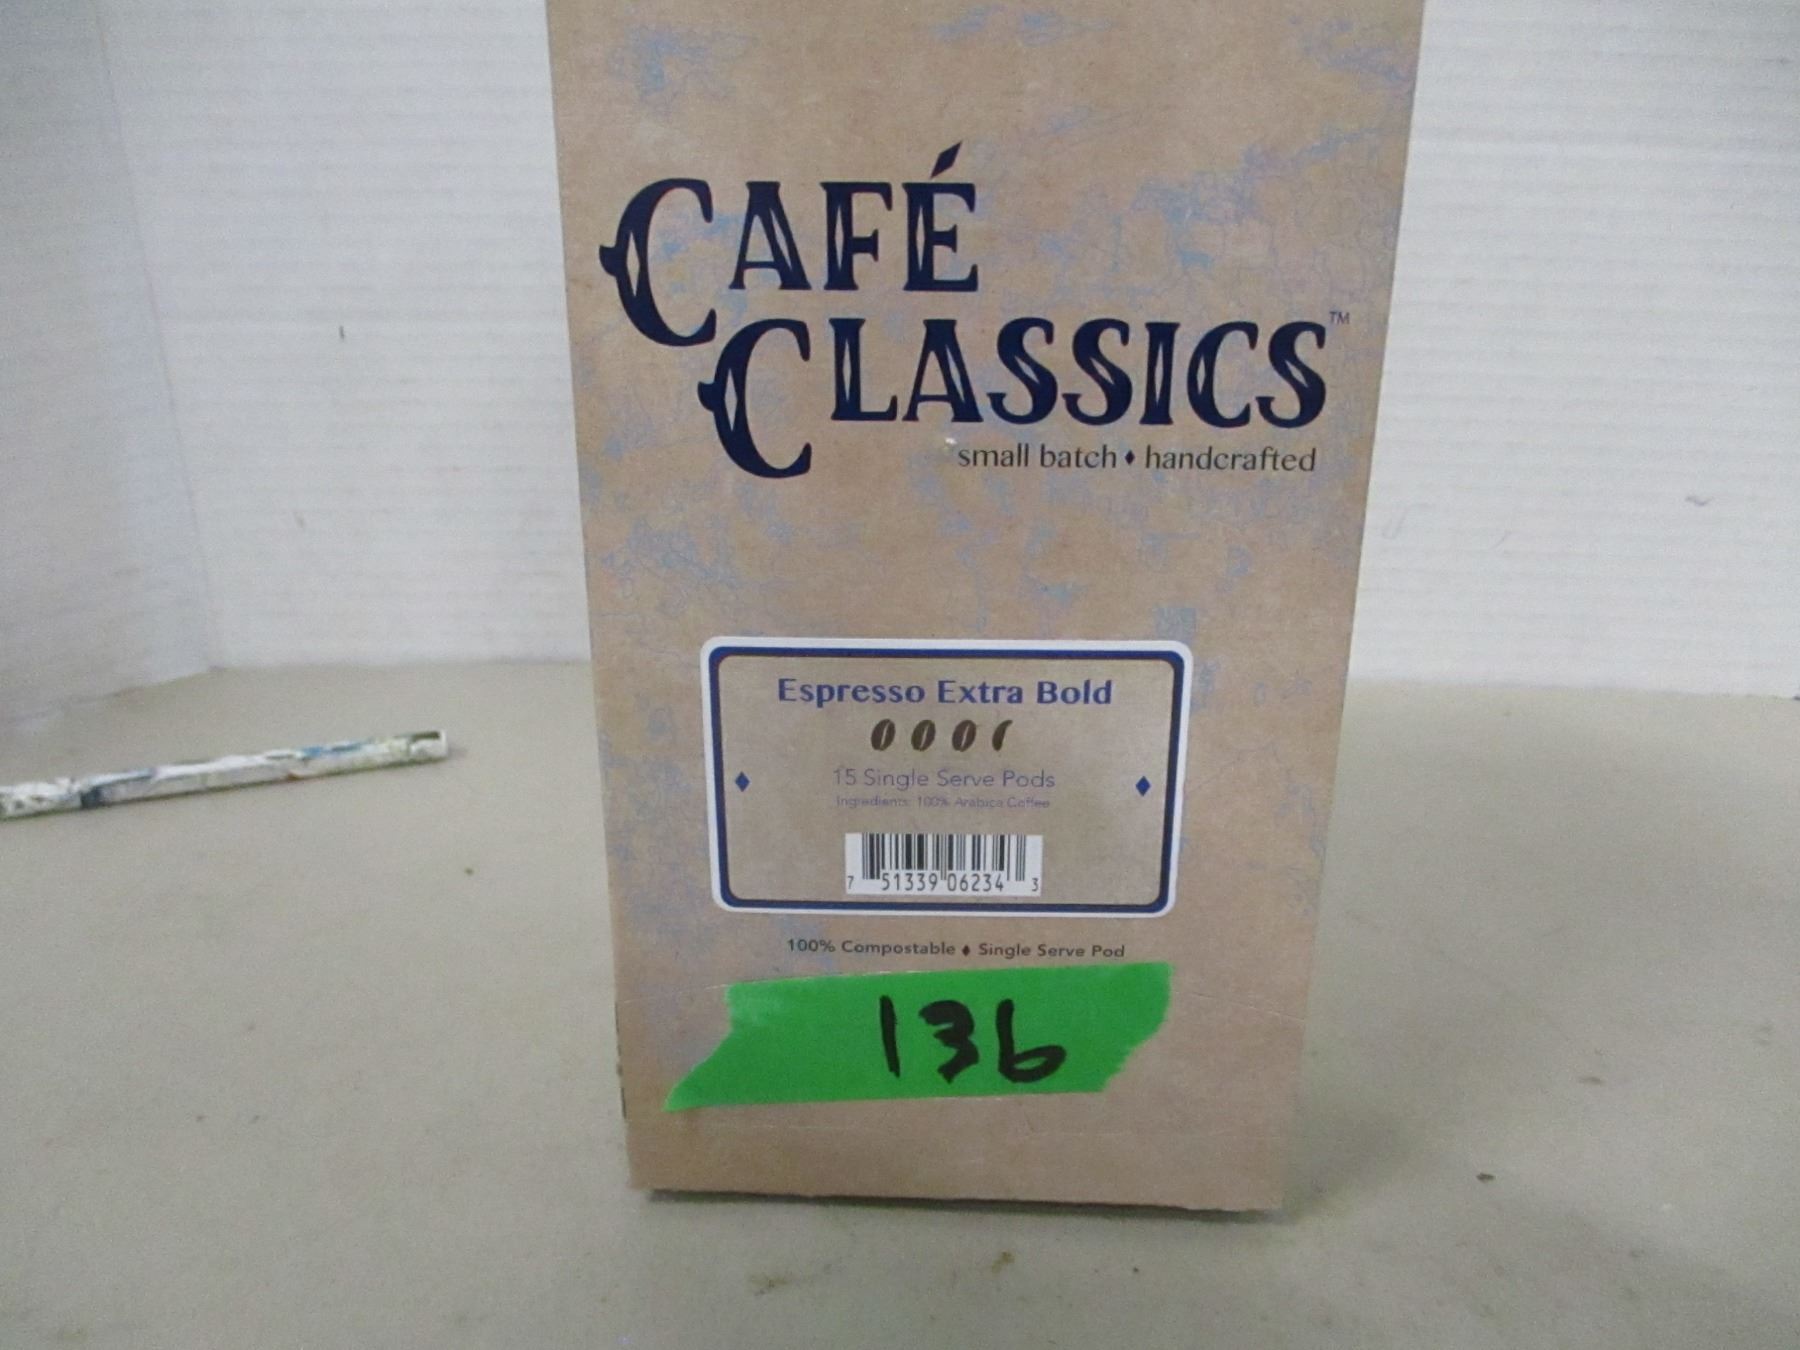 CAFÉ
CLASSICS™
small batch ♦ handcrafted
Espresso Extra Bold
15 Single Serve Pods
Ingredients: 100% Arabica Coffee
7 51339 06234 3
100% Compostable ♦ Single Serve Pod
136